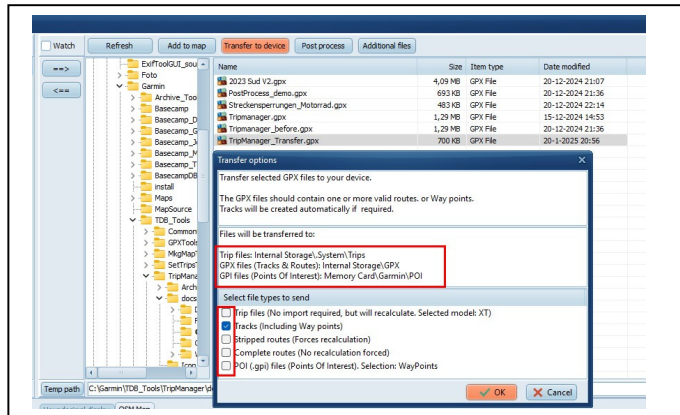 Watch Refresh Add to map Transfer to device Post process Additional files
==>
<==
ExifToolGUI_sou
Foto
Garmin
Archive_Too
Basecamp
Basecamp_D
Basecamp_G
Basecamp_M
Basecamp_T
BasecampDB
install
Maps
MapSource
TDB_Tools
Common
GPXTools
MkgMap
SetTrips
TripMana
Arch
docs
Icon
Name Size Item type Date modified
2023 Sud V2.gpx 4,09 MB GPX File 20-12-2024 21:07
PostProcess_demo.gpx 693 KB GPX File 20-12-2024 21:36
Streckensperrungen_Motorrad.gpx 483 KB GPX File 20-12-2024 22:14
Tripmanager.gpx 1,29 MB GPX File 15-12-2024 14:53
Tripmanager_before.gpx 1,29 MB GPX File 20-12-2024 21:36
TripManager_Transfer.gpx 700 KB GPX File 20-1-2025 20:56
Transfer options
Transfer selected GPX files to your device.
The GPX files should contain one or more valid routes. or Way points.
Tracks will be created automatically if required.
Files will be transferred to:
Trip files: Internal Storage\.System\Trips
GPX files (Tracks & Routes): Internal Storage\GPX
GPI files (Points Of Interest): Memory Card\Garmin\POI
Select file types to send
Trip files (No import required, but will recalculate. Selected model: XT)
Tracks (Including Way points)
Stripped routes (Forces recalculation)
Complete routes (No recalculation forced)
POI (.gpi) files (Points Of Interest). Selection: WayPoints
OK Cancel
Temp path C:\Garmin\TDB_Tools\TripManager\d
OSM Map